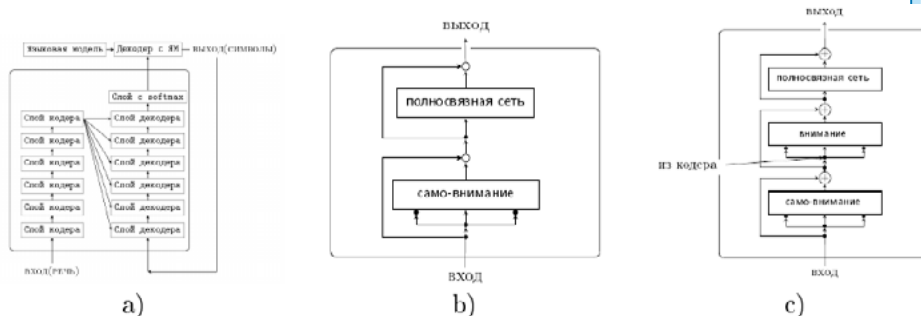 Языковая модель
Декодер с ЯМ
выход(символы)
Слой с softmax
Слой кодера
Слой декодера
Слой кодера
Слой декодера
Слой кодера
Слой декодера
Слой кодера
Слой декодера
Слой кодера
Слой декодера
Слой кодера
Слой декодера
вход(речь)
a)
выход
полносвязная сеть
само-внимание
вход
b)
выход
полносвязная сеть
внимание
из кодера
само-внимание
вход
c)